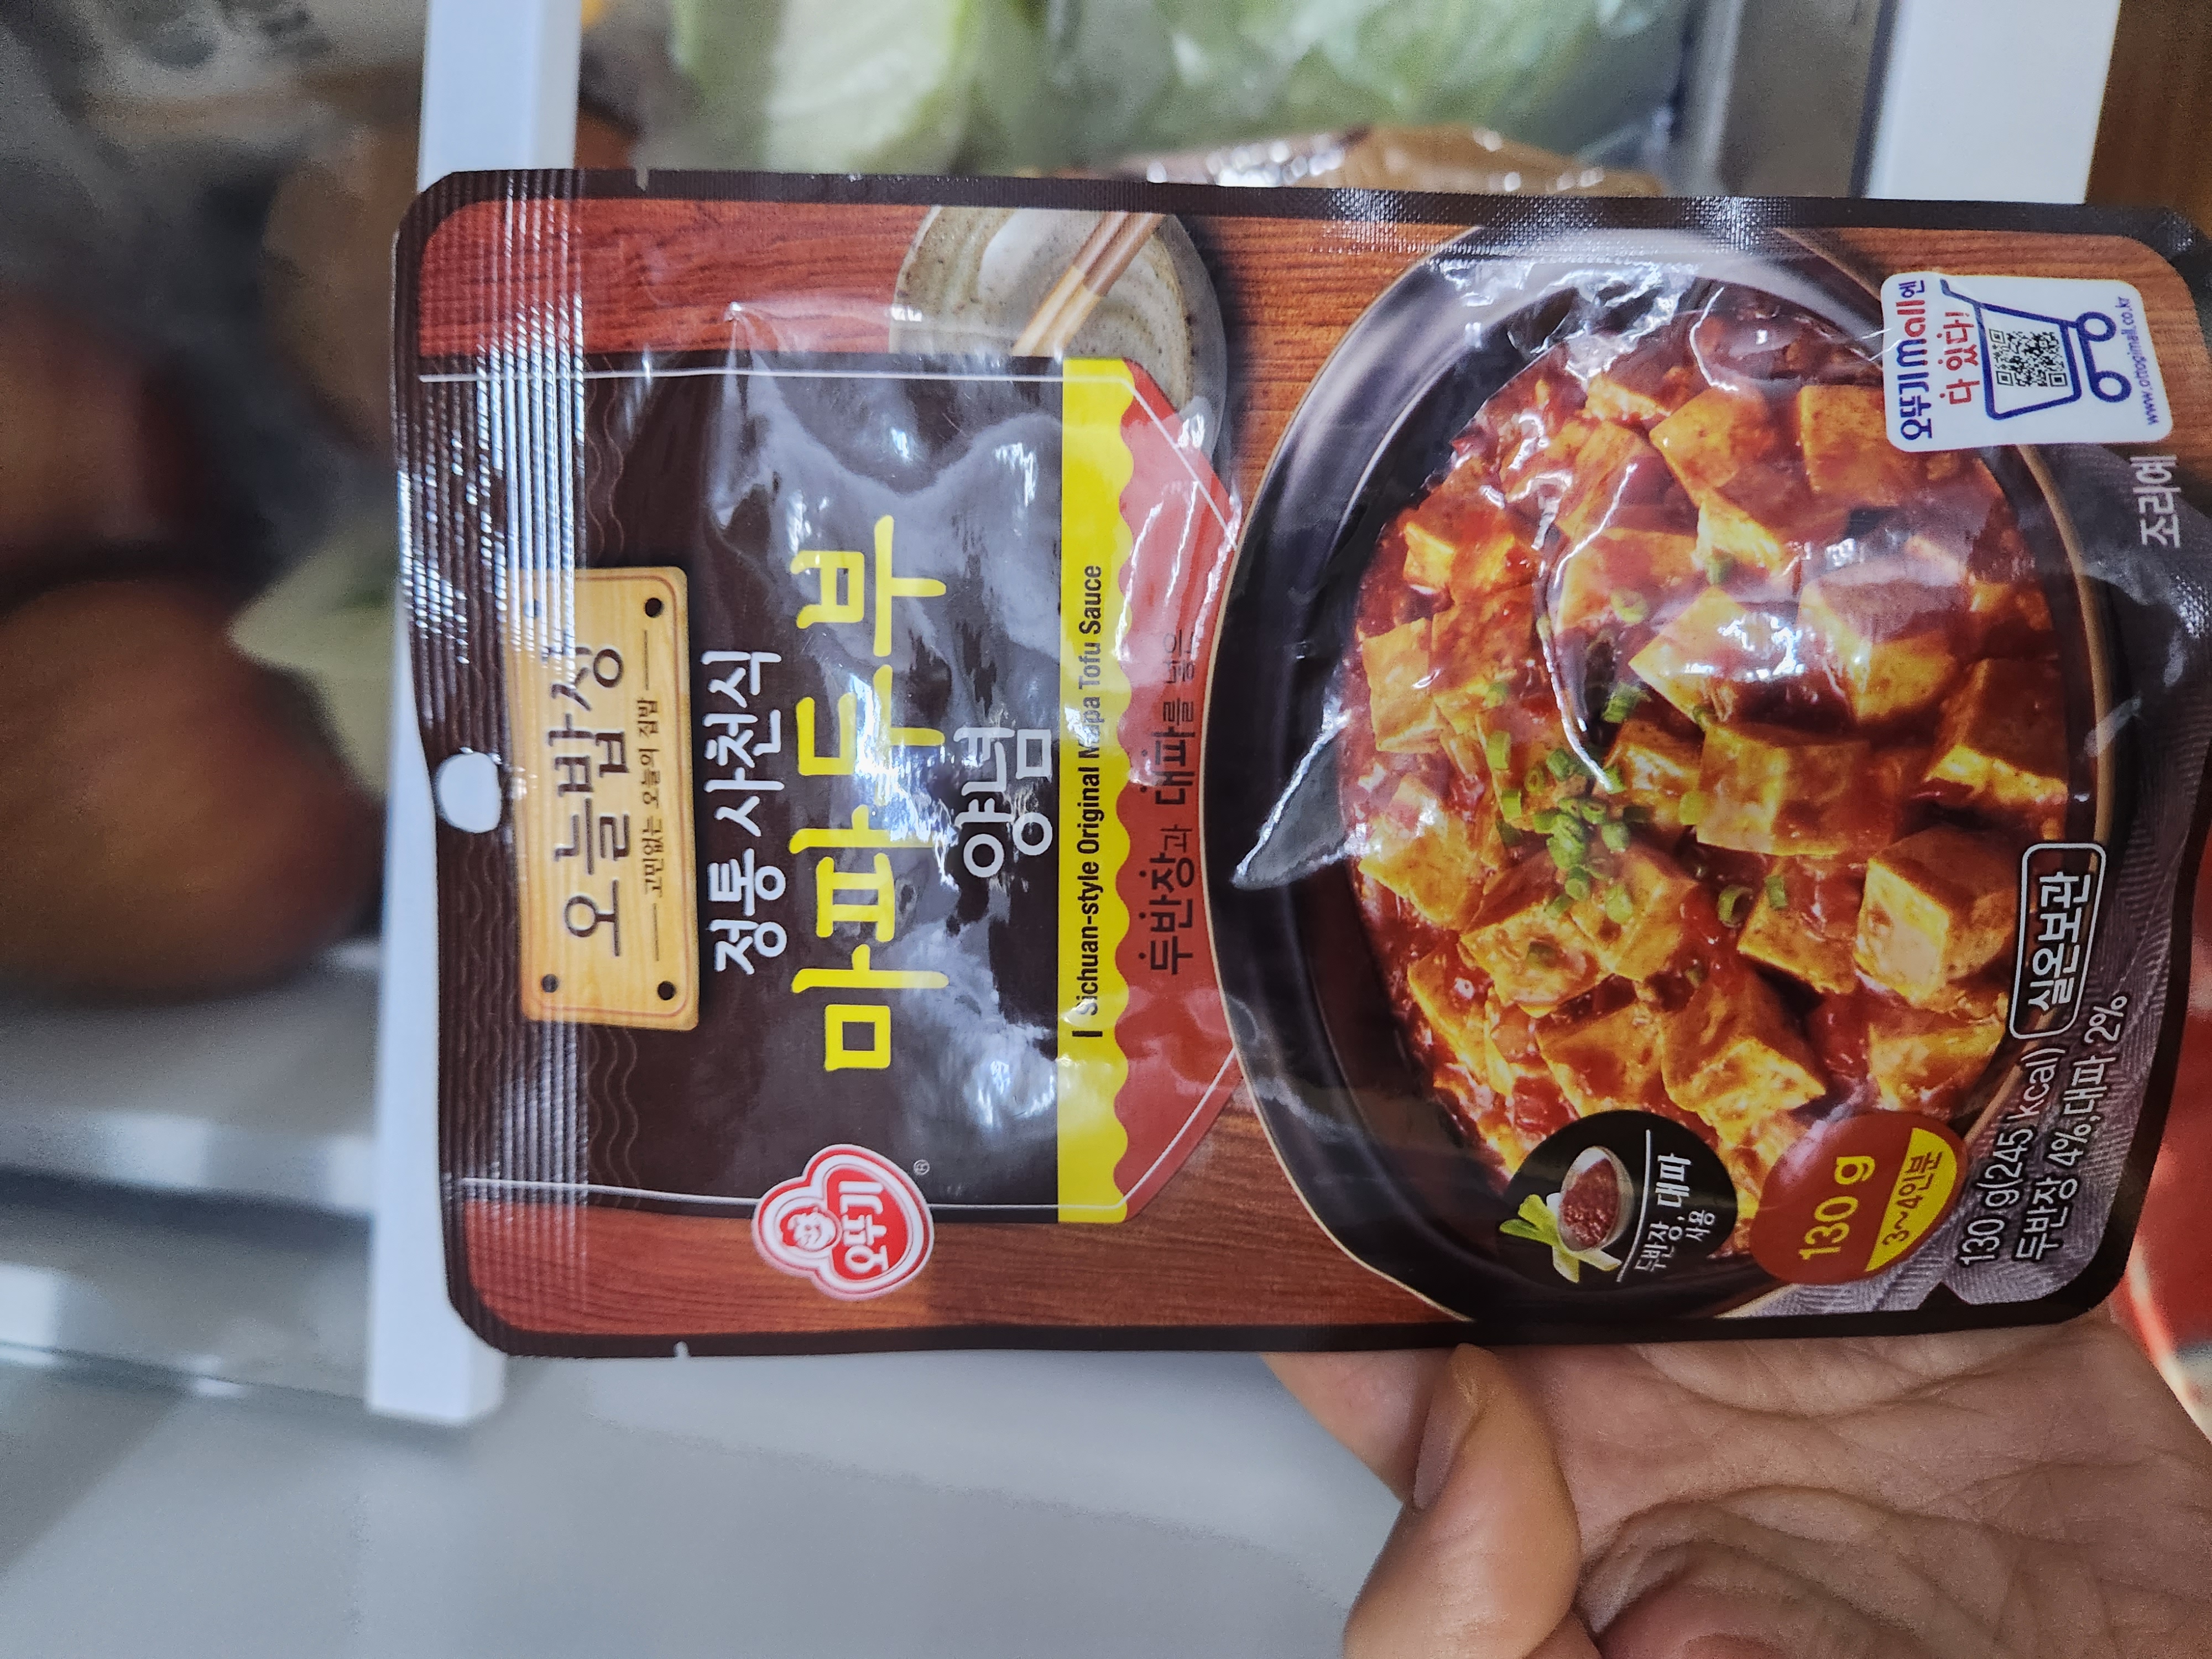 오늘밥상
고민없는 오늘의 집밥
정통 사천식
마파두부
양념
오뚜기
®
Sichuan-style Original Mapa Tofu Sauce
두반장과 대파를 볶은
두반장, 대파
사용
130 g
3~4인분
실온보관
130 g(245 kcal)
두반장 4%, 대파 2%
조리예
오뚜기mall엔
다 있다!
www.ottogimall.co.kr